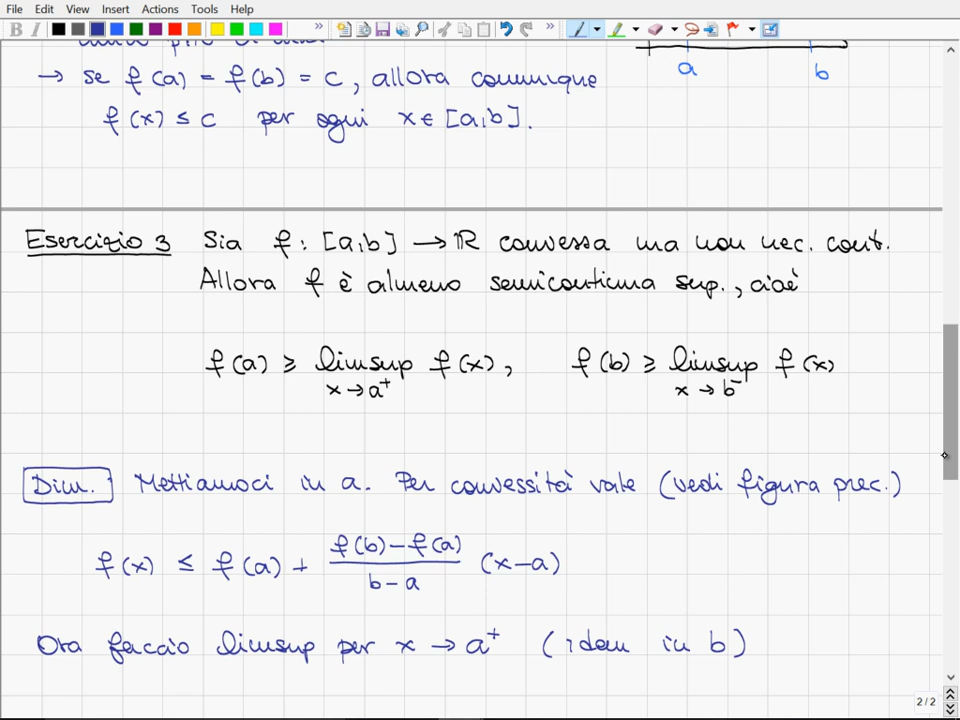 File Edit View Insert Actions Tools Help
B I
a b
→ se f(a) = f(b) = c, allora comunque
f(x) ≤ c per ogni x ∈ [a,b].
Esercizio 3 Sia f : [a,b] → ℝ convessa ma non nec. cont.
Allora f è almeno semicontinua sup., cioè
f(a) ≥ limsup f(x), f(b) ≥ limsup f(x)
x → a⁺ x → b⁻
Dim. Mettiamoci in a. Per convessità vale (vedi figura prec.)
f(x) ≤ f(a) + \frac{f(b) - f(a)}{b - a} (x - a)
Ora faccio limsup per x → a⁺ (idem in b)
2 / 2